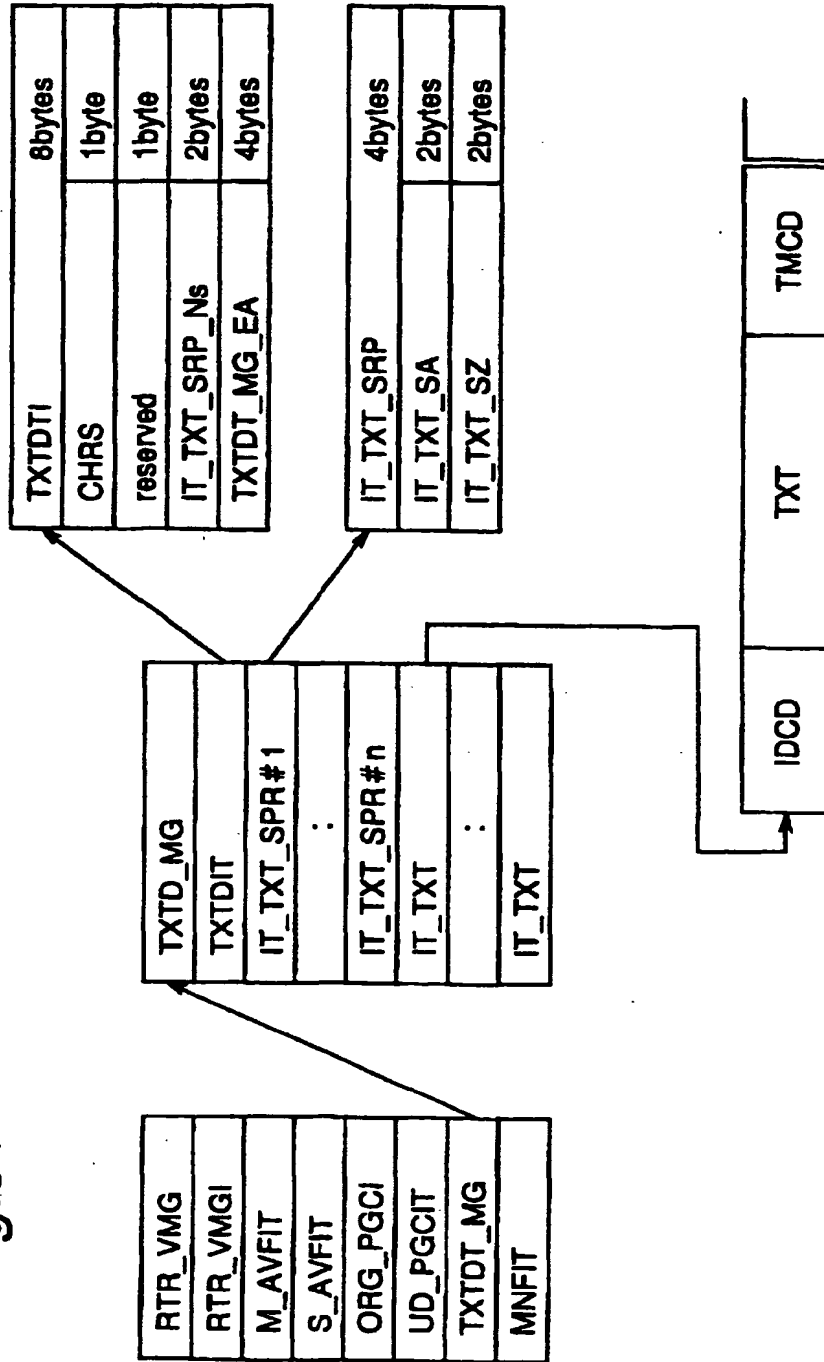 RTR_VMG
RTR_VMGI
M_AVFIT
S_AVFIT
ORG_PGCI
UD_PGCIT
TXTDT_MG
MNFIT
TXTD_MG
TXTDIT
IT_TXT_SPR#1
:
IT_TXT_SPR#n
IT_TXT
:
IT_TXT
TXTDTI 8bytes
CHRS 1byte
reserved 1byte
IT_TXT_SRP_Ns 2bytes
TXTDT_MG_EA 4bytes
IT_TXT_SRP 4bytes
IT_TXT_SA 2bytes
IT_TXT_SZ 2bytes
IDCD TXT TMCD